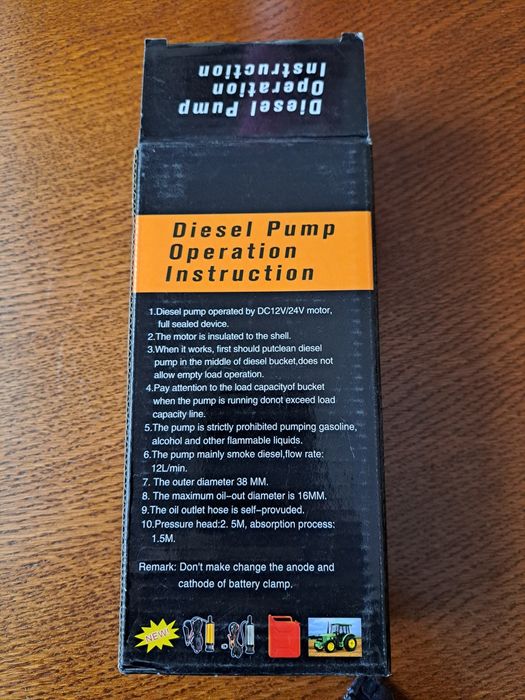 Diesel Pump
Operation
Instruction
Diesel Pump
Operation
Instruction
1.Diesel pump operated by DC12V/24V motor,
full sealed device.
2.The motor is insulated to the shell.
3.When it works, first should putclean diesel
pump in the middle of diesel bucket,does not
allow empty load operation.
4.Pay attention to the load capacityof bucket
when the pump is running donot exceed load
capacity line.
5.The pump is strictly prohibited pumping gasoline,
alcohol and other flammable liquids.
6.The pump mainly smoke diesel,flow rate:
12L/min.
7. The outer diameter 38 MM.
8. The maximum oil-out diameter is 16MM.
9.The oil outlet hose is self-provuded.
10.Pressure head:2. 5M, absorption process:
1.5M.
Remark: Don't make change the anode and
cathode of battery clamp.
NEW!